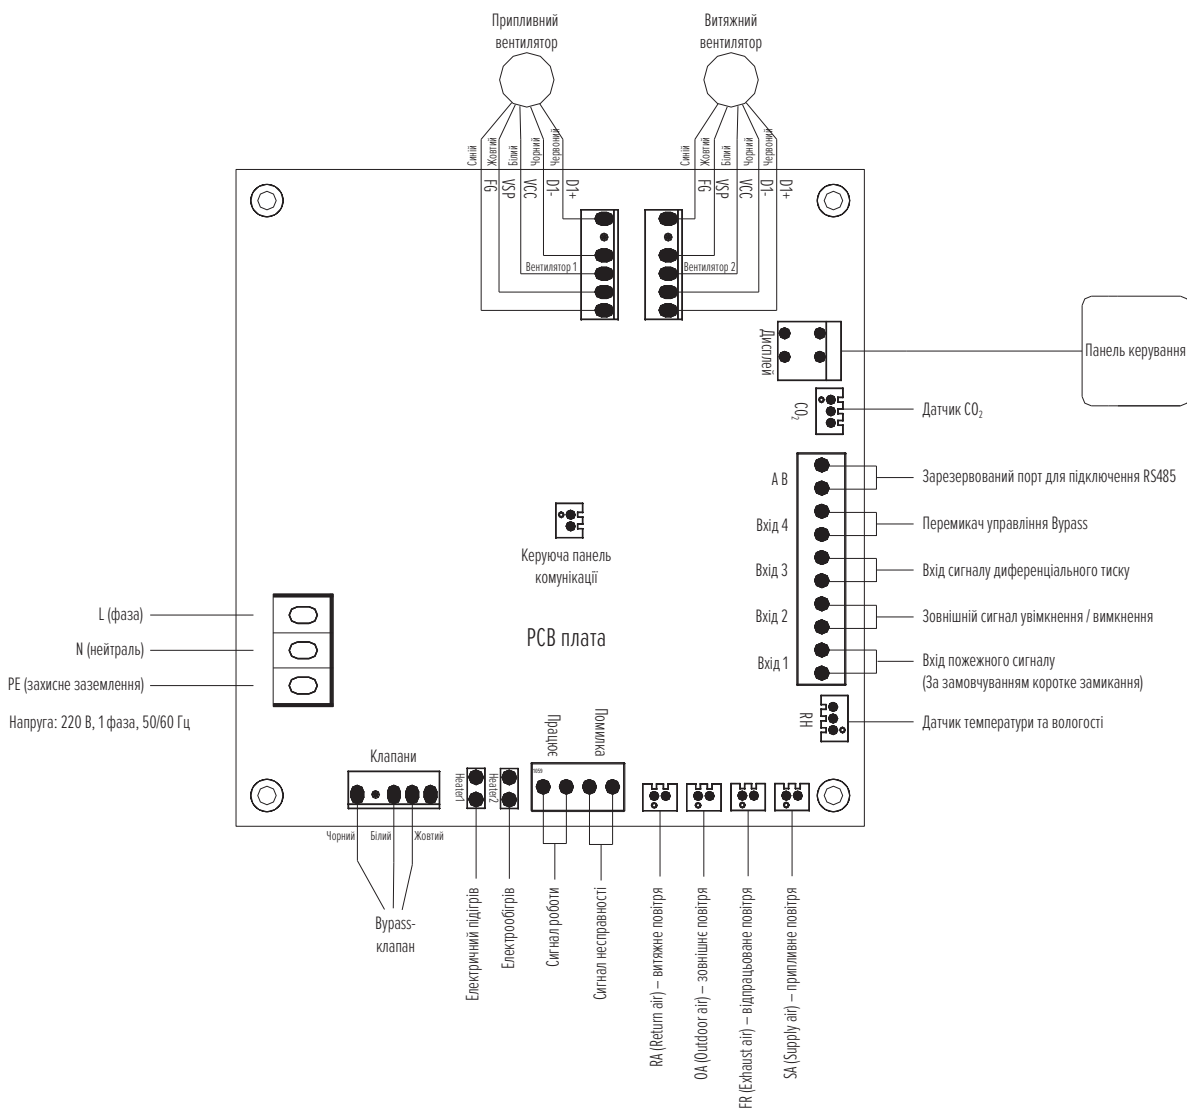 Припливний
вентилятор
Витяжний
вентилятор
Синій
Жовтий
Білий
Чорний
Червоний
Синій
Жовтий
Білий
Чорний
Червоний
FG
VSP
VCC
D1-
D1+
FG
VSP
VCC
D1-
D1+
Вентилятор 1
Вентилятор 2
Дисплей
Панель керування
CO₂
Датчик CO₂
A B
Зарезервований порт для підключення RS485
Вхід 4
Перемикач управління Bypass
Вхід 3
Вхід сигналу диференціального тиску
Вхід 2
Зовнішній сигнал увімкнення / вимкнення
Вхід 1
Вхід пожежного сигналу
(За замовчуванням коротке замикання)
RH
Датчик температури та вологості
Керуюча панель
комунікації
PCB плата
L (фаза)
N (нейтраль)
PE (захисне заземлення)
Напруга: 220 В, 1 фаза, 50/60 Гц
Клапани
Чорний
Білий
Жовтий
Bypass-
клапан
Heater1
Heater2
Працює
Помилка
Електричний підігрів
Електрообігрів
Сигнал роботи
Сигнал несправності
RA (Return air) – витяжне повітря
OA (Outdoor air) – зовнішнє повітря
FR (Exhaust air) – відпрацьоване повітря
SA (Supply air) – припливне повітря